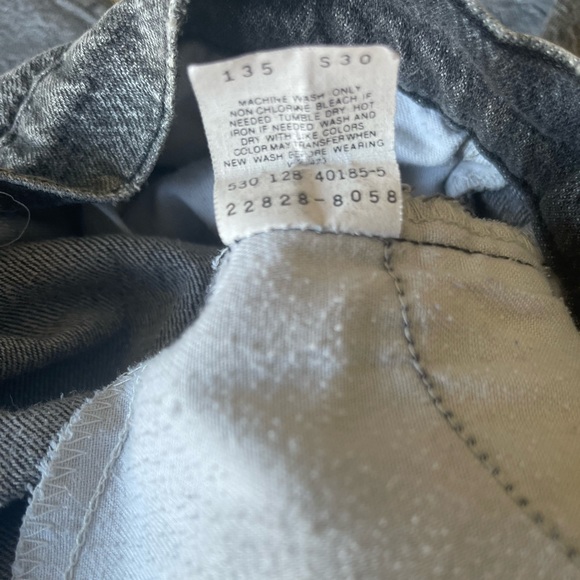 135 S30
MACHINE WASH ONLY
NON CHLORINE BLEACH IF
NEEDED TUMBLE DRY HOT
IRON IF NEEDED WASH AND
DRY WITH LIKE COLORS
COLOR MAY TRANSFER WHEN
NEW WASH BEFORE WEARING
530 128 40185-5
22828-8058